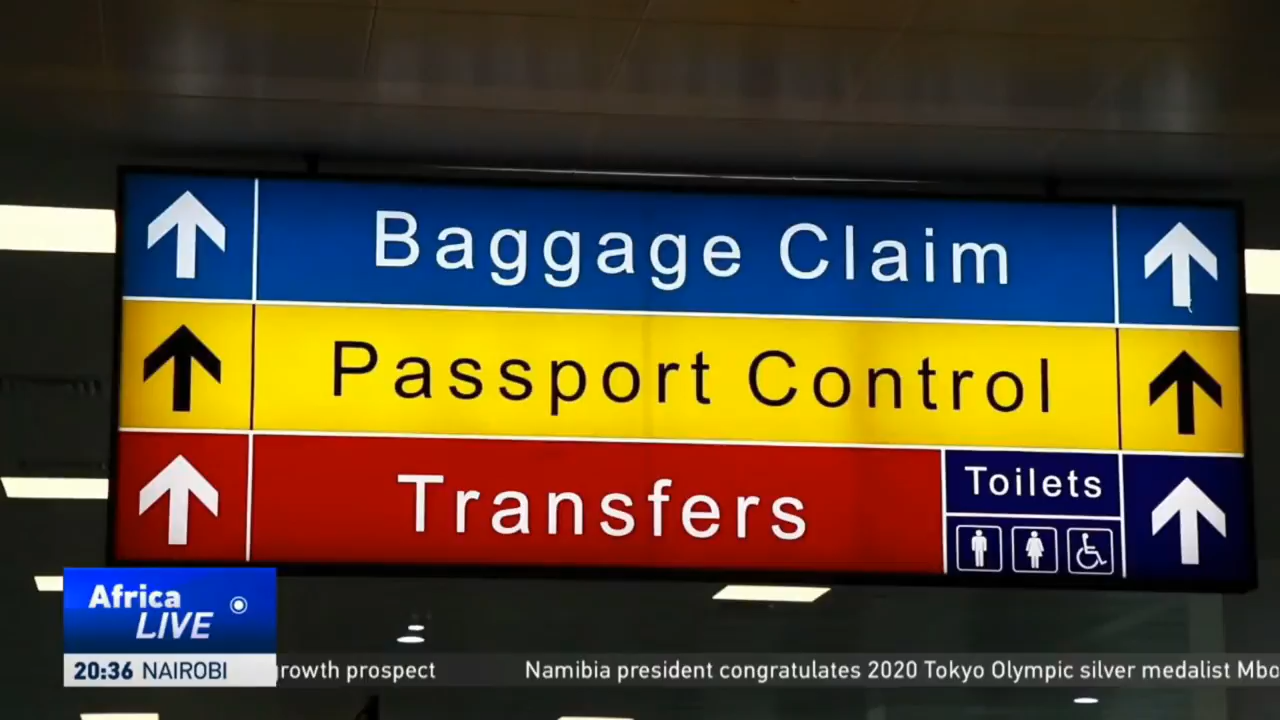 Baggage Claim
Passport Control
Transfers
Toilets
Africa
LIVE
20:36 NAIROBI
rowth prospect
Namibia president congratulates 2020 Tokyo Olympic silver medalist Mbo